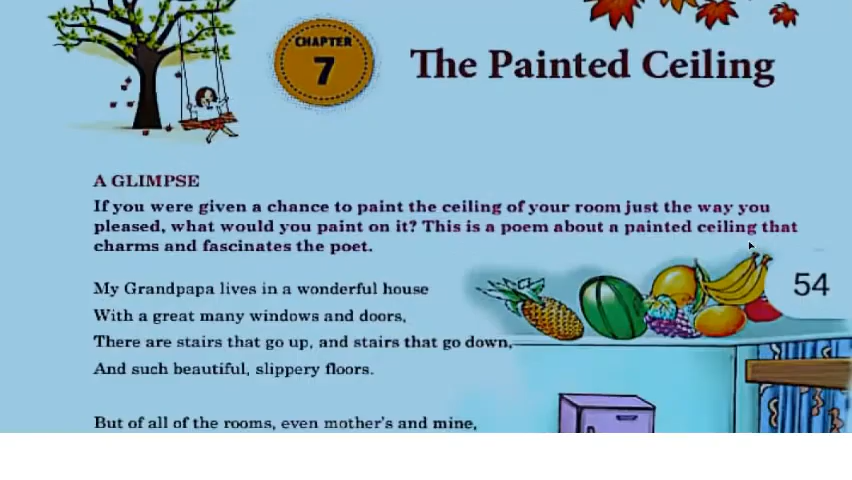 CHAPTER
7
The Painted Ceiling
A GLIMPSE
If you were given a chance to paint the ceiling of your room just the way you
pleased, what would you paint on it? This is a poem about a painted ceiling that
charms and fascinates the poet.
My Grandpapa lives in a wonderful house
With a great many windows and doors,
There are stairs that go up, and stairs that go down,
And such beautiful, slippery floors.
But of all of the rooms, even mother's and mine,
54